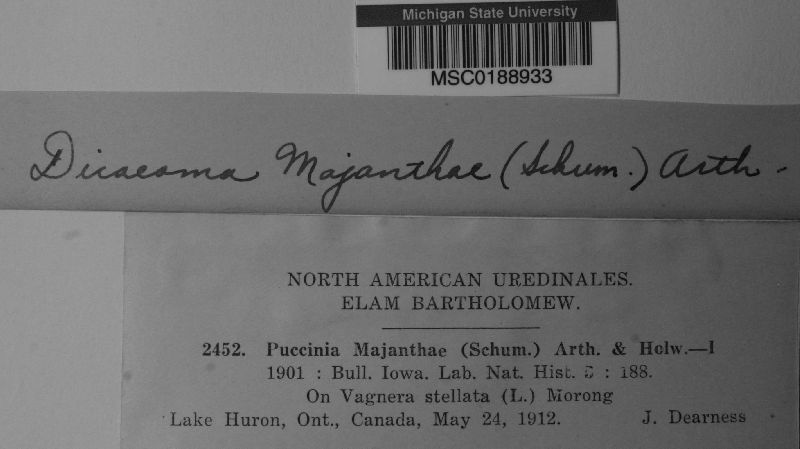 Michigan State University
MSC0188933
Dicaeoma Majanthae (Schum.) Arth.
NORTH AMERICAN UREDINALES.
ELAM BARTHOLOMEW.
2452. Puccinia Majanthae (Schum.) Arth. & Holw.—I
1901 : Bull. Iowa. Lab. Nat. Hist. : 188.
On Vagnera stellata (L.) Morong
Lake Huron, Ont., Canada, May 24, 1912. J. Dearness